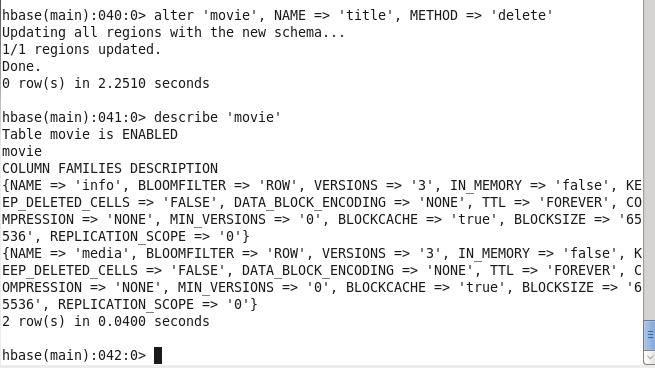 hbase(main):040:0> alter 'movie', NAME => 'title', METHOD => 'delete'
Updating all regions with the new schema...
1/1 regions updated.
Done.
0 row(s) in 2.2510 seconds
hbase(main):041:0> describe 'movie'
Table movie is ENABLED
movie
COLUMN FAMILIES DESCRIPTION
{NAME => 'info', BLOOMFILTER => 'ROW', VERSIONS => '3', IN_MEMORY => 'false', KE
EP_DELETED_CELLS => 'FALSE', DATA_BLOCK_ENCODING => 'NONE', TTL => 'FOREVER', CO
MPRESSION => 'NONE', MIN_VERSIONS => '0', BLOCKCACHE => 'true', BLOCKSIZE => '65
536', REPLICATION_SCOPE => '0'}
{NAME => 'media', BLOOMFILTER => 'ROW', VERSIONS => '3', IN_MEMORY => 'false', K
EEP_DELETED_CELLS => 'FALSE', DATA_BLOCK_ENCODING => 'NONE', TTL => 'FOREVER', C
OMPRESSION => 'NONE', MIN_VERSIONS => '0', BLOCKCACHE => 'true', BLOCKSIZE => '6
5536', REPLICATION_SCOPE => '0'}
2 row(s) in 0.0400 seconds
hbase(main):042:0>